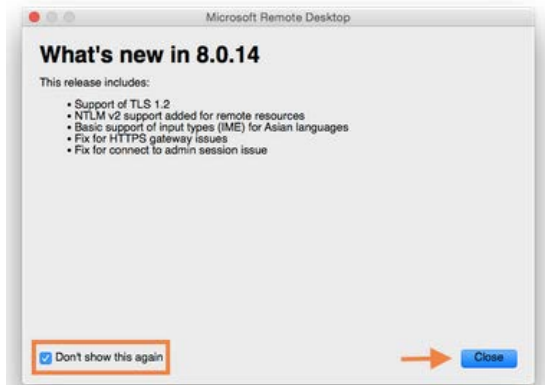 Microsoft Remote Desktop
What's new in 8.0.14
This release includes:
• Support of TLS 1.2
• NTLM v2 support added for remote resources
• Basic support of input types (IME) for Asian languages
• Fix for HTTPS gateway issues
• Fix for connect to admin session issue
Don't show this again
Close